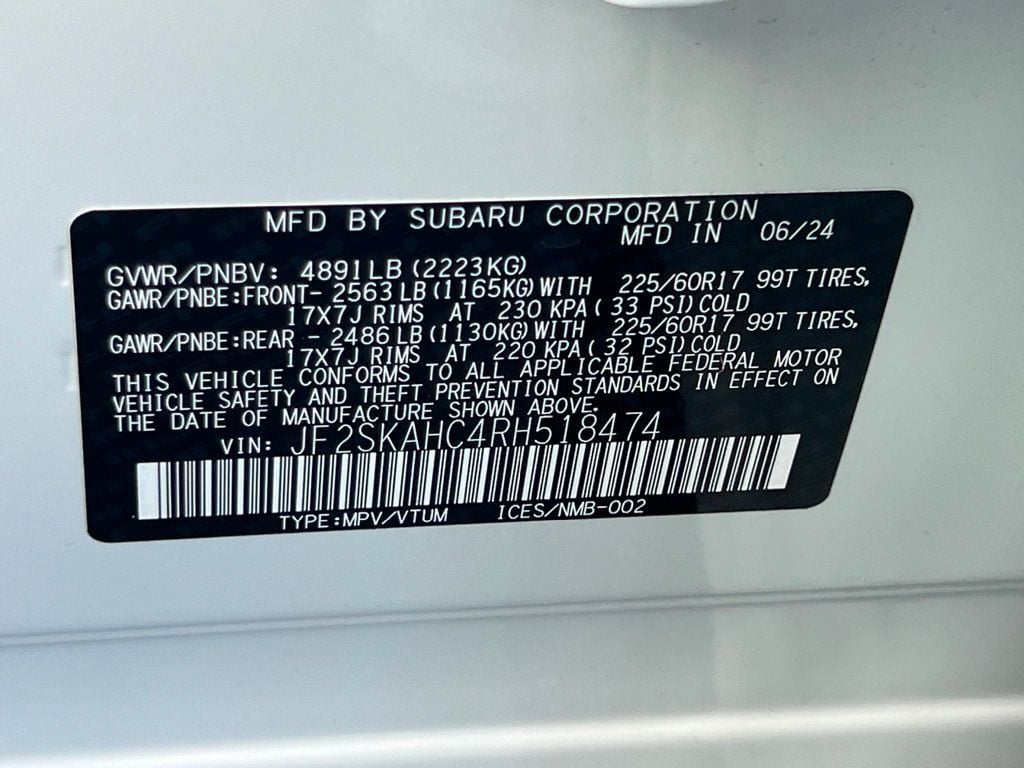 MFD BY SUBARU CORPORATION
MFD IN 06/24
GVWR/PNBV: 4891LB (2223KG)
GAWR/PNBE:FRONT- 2563LB (1165KG) WITH 225/60R17 99T TIRES,
17X7J RIMS AT 230 KPA ( 33 PSI) COLD
GAWR/PNBE:REAR - 2486LB (1130KG) WITH 225/60R17 99T TIRES,
17X7J RIMS AT 220 KPA ( 32 PSI) COLD
THIS VEHICLE CONFORMS TO ALL APPLICABLE FEDERAL MOTOR
VEHICLE SAFETY AND THEFT PREVENTION STANDARDS IN EFFECT ON
THE DATE OF MANUFACTURE SHOWN ABOVE.
VIN: JF2SKAHC4RH518474
TYPE:MPV/VTUM ICES/NMB-002